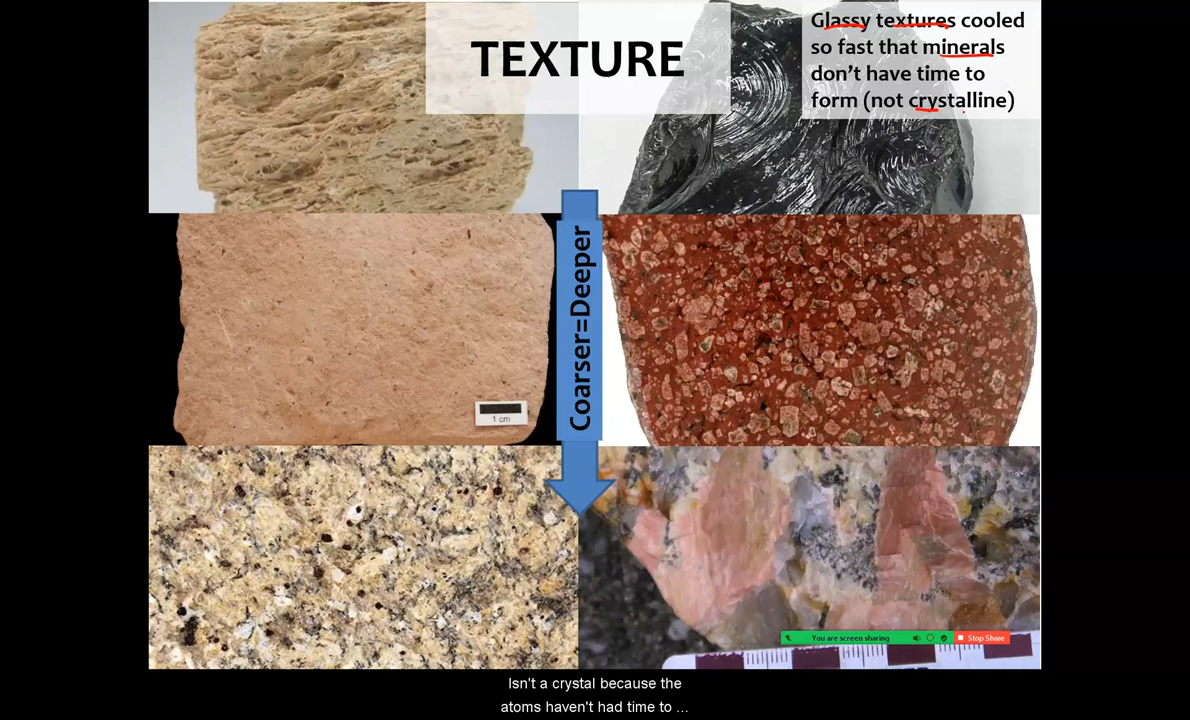 TEXTURE
Glassy textures cooled
so fast that minerals
don't have time to
form (not crystalline)
Coarser=Deeper
1 cm
You are screen sharing
Stop Share
Isn't a crystal because the
atoms haven't had time to ...